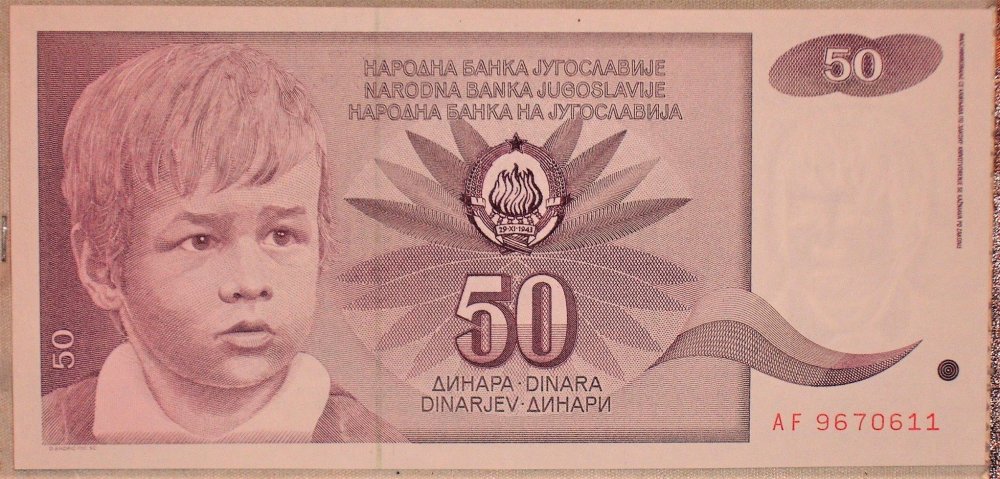 НАРОДНА БАНКА ЈУГОСЛАВИЈЕ
NARODNA BANKA JUGOSLAVIJE
НАРОДНА БАНКА НА ЈУГОСЛАВИЈА
50
29·XI·1943
50
50
ДИНАРА · DINARA
DINARJEV · ДИНАРИ
AF 9670611